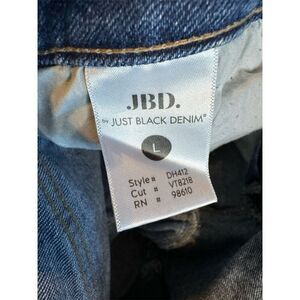 JBD.
by JUST BLACK DENIM®
L
Style # DH412
Cut # VT8218
RN # 98610